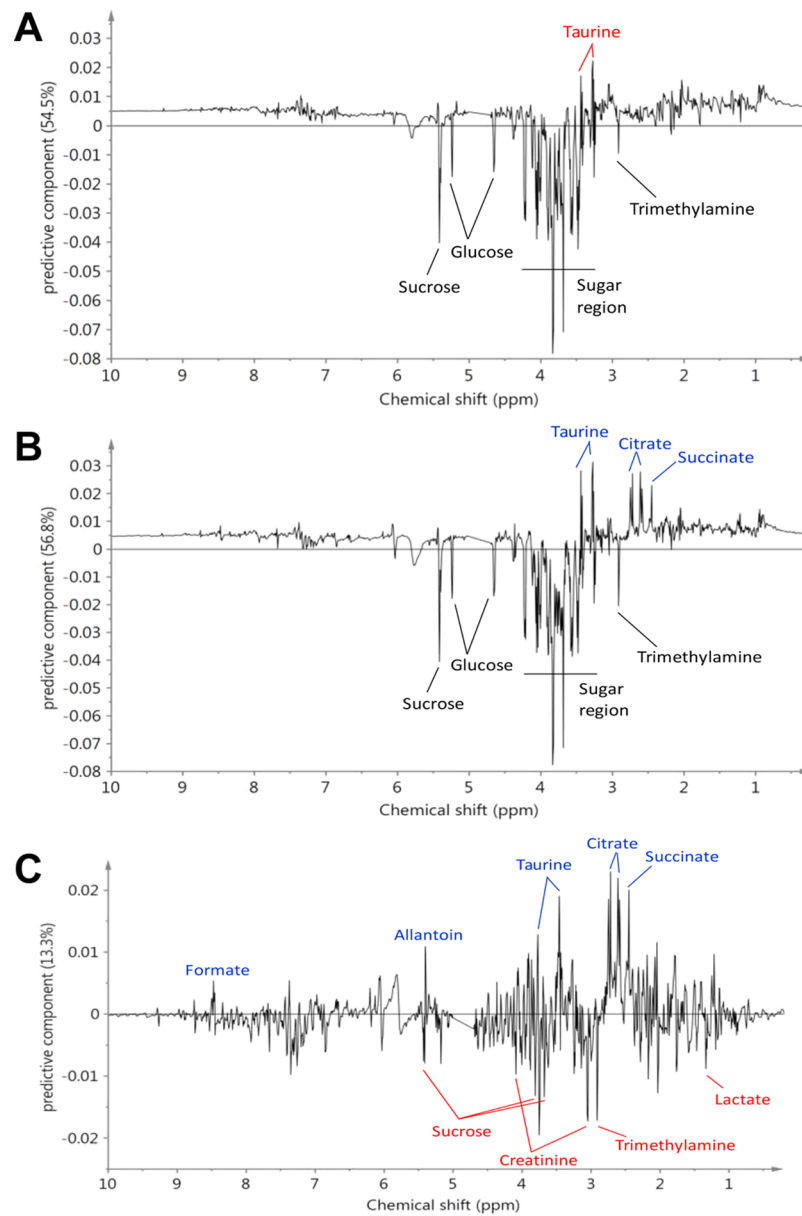 A
Taurine
0.03
0.02
0.01
0
-0.01
-0.02
-0.03
-0.04
-0.05
-0.06
-0.07
-0.08
predictive component (54.5%)
Trimethylamine
Glucose
Sucrose
Sugar
region
10 9 8 7 6 5 4 3 2 1
Chemical shift (ppm)
B
Taurine
Citrate
Succinate
0.03
0.02
0.01
0
-0.01
-0.02
-0.03
-0.04
-0.05
-0.06
-0.07
-0.08
predictive component (56.8%)
Trimethylamine
Glucose
Sucrose
Sugar
region
10 9 8 7 6 5 4 3 2 1
Chemical shift (ppm)
C
Citrate
Taurine
Succinate
Allantoin
Formate
0.02
0.01
0
-0.01
-0.02
predictive component (13.3%)
Lactate
Sucrose
Trimethylamine
Creatinine
10 9 8 7 6 5 4 3 2 1
Chemical shift (ppm)